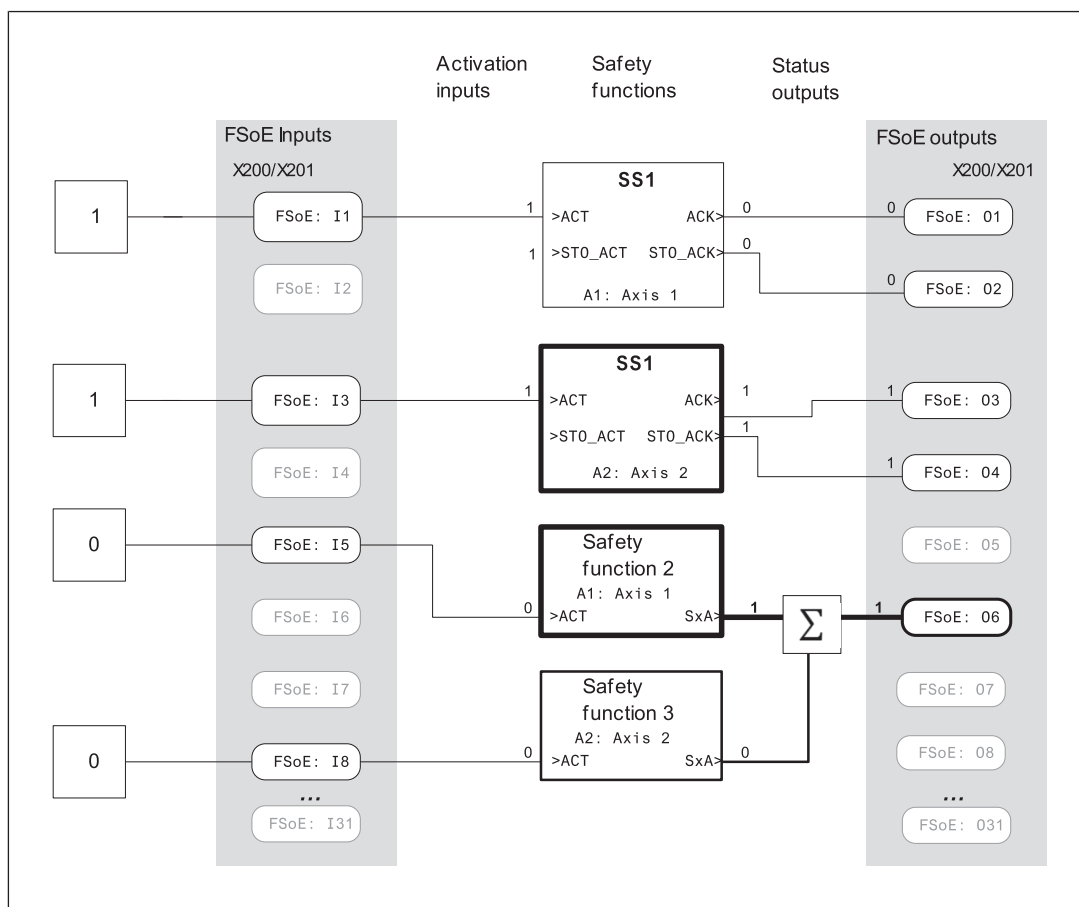 Activation inputs
Safety functions
Status outputs
FSoE Inputs
X200/X201
FSoE outputs
X200/X201
1
FSoE: I1
1
>ACT
1
>STO_ACT
SS1
ACK>
0
STO_ACK>
0
A1: Axis 1
0
FSoE: O1
0
FSoE: O2
FSoE: I2
1
FSoE: I3
1
>ACT
>STO_ACT
SS1
ACK>
1
STO_ACK>
1
A2: Axis 2
1
FSoE: O3
1
FSoE: O4
FSoE: I4
0
FSoE: I5
0
>ACT
Safety
function 2
A1: Axis 1
SxA>
1
Σ
1
FSoE: O5
FSoE: O6
FSoE: I6
FSoE: I7
0
FSoE: I8
0
>ACT
Safety
function 3
A2: Axis 2
SxA>
0
FSoE: O7
FSoE: O8
...
FSoE: I31
...
FSoE: O31